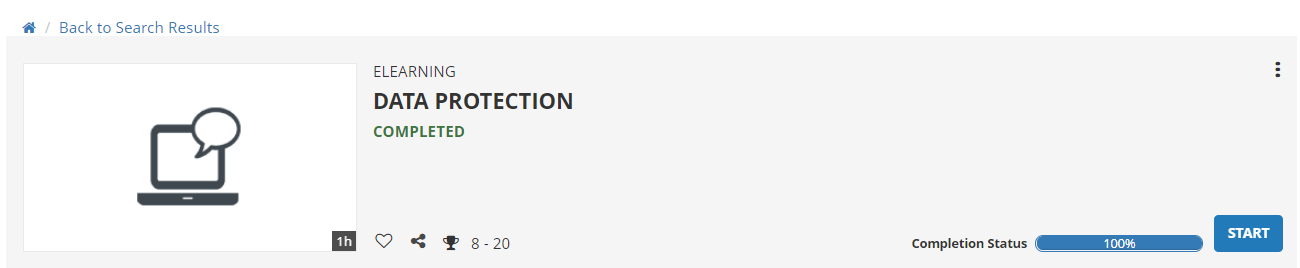 / Back to Search Results
ELEARNING
DATA PROTECTION
COMPLETED
1h
8 - 20
Completion Status 100% START